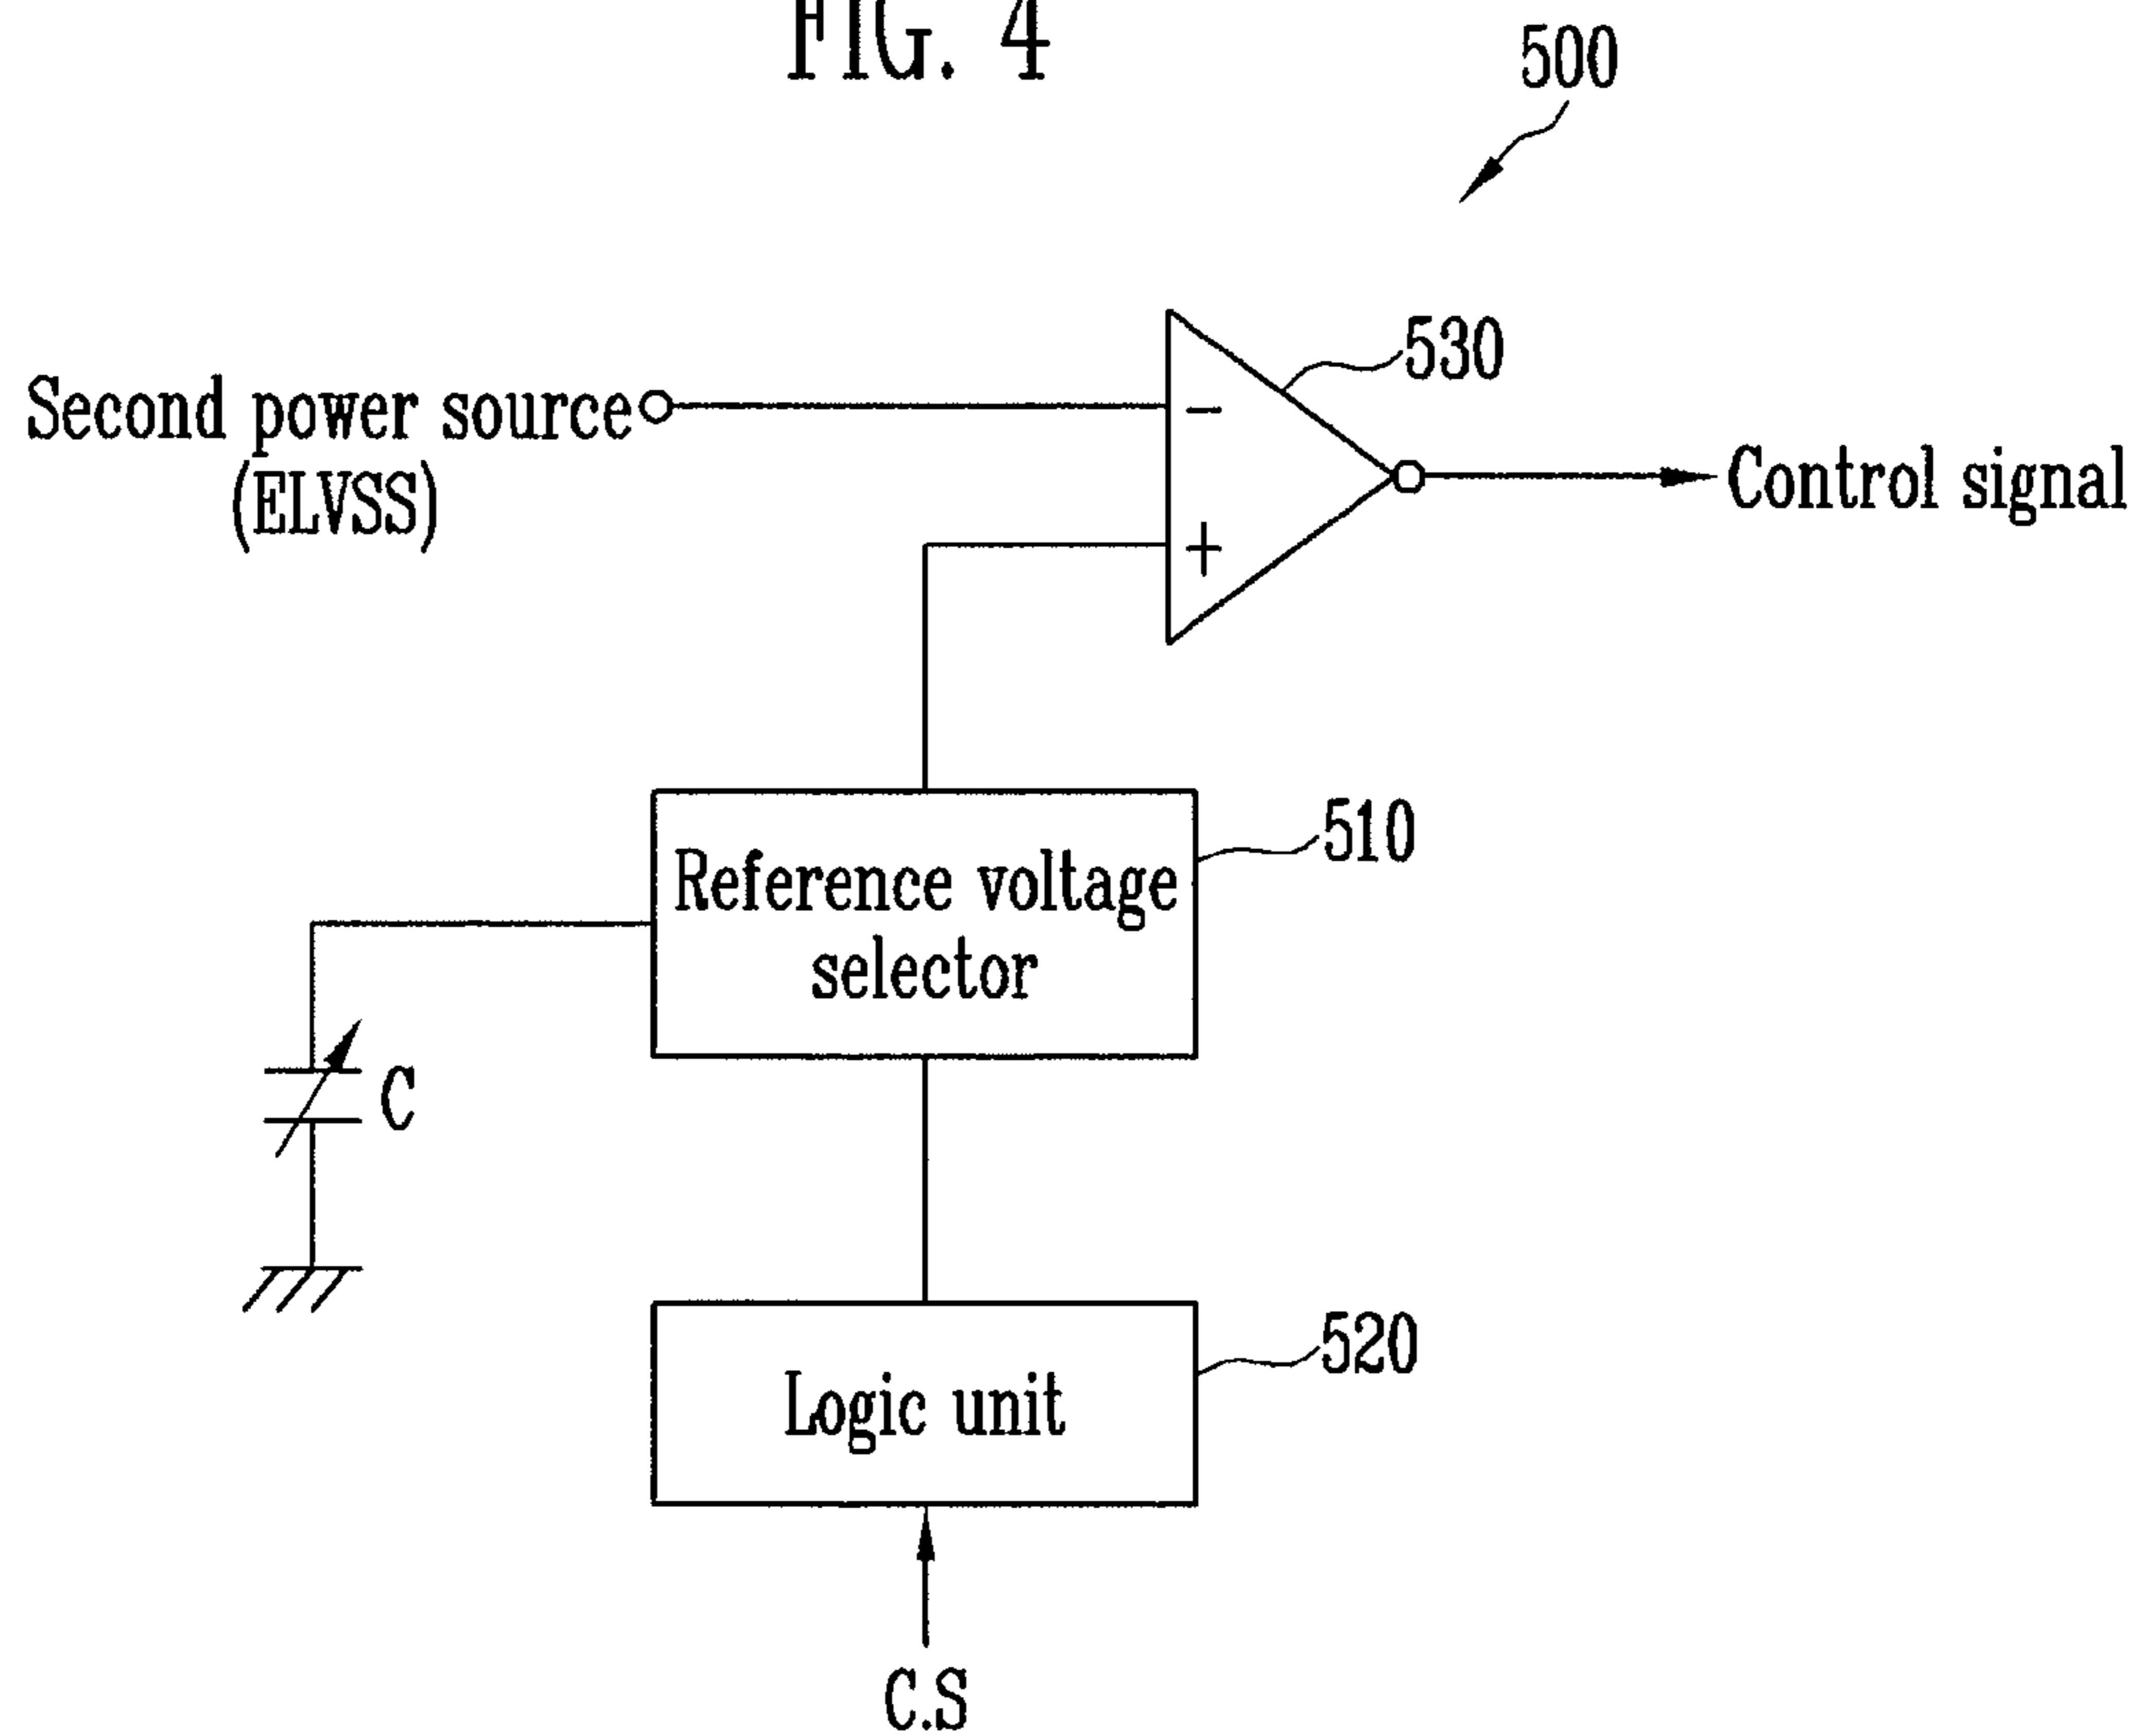 FIG. 4
500
530
Second power source
(ELVSS)
-
+
Control signal
510
Reference voltage
selector
C
520
Logic unit
C.S